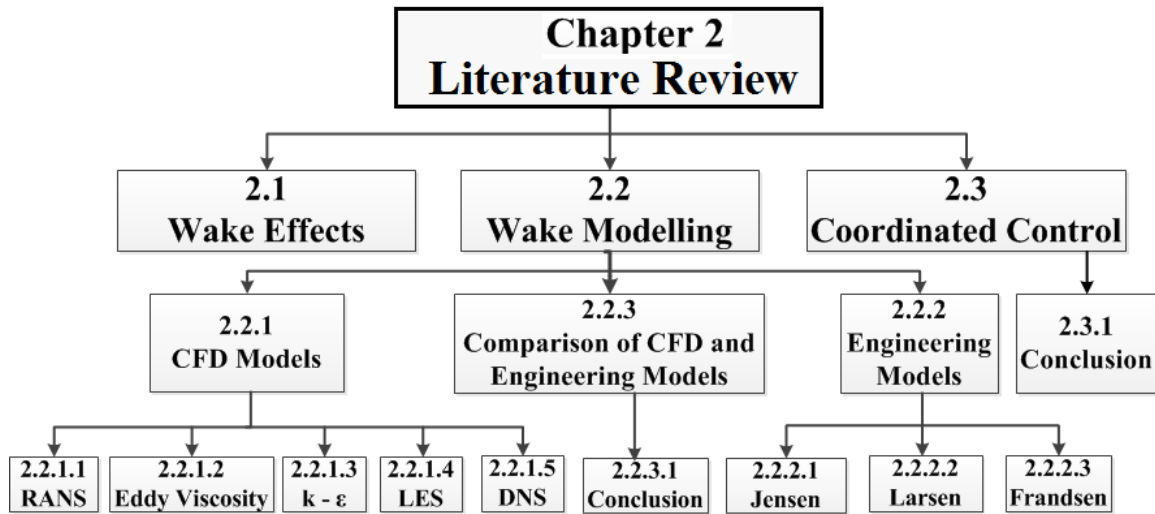 Chapter 2
Literature Review
2.1
Wake Effects
2.2
Wake Modelling
2.3
Coordinated Control
2.2.1
CFD Models
2.2.3
Comparison of CFD and
Engineering Models
2.2.2
Engineering
Models
2.3.1
Conclusion
2.2.1.1
RANS
2.2.1.2
Eddy Viscosity
2.2.1.3
k - ε
2.2.1.4
LES
2.2.1.5
DNS
2.2.3.1
Conclusion
2.2.2.1
Jensen
2.2.2.2
Larsen
2.2.2.3
Frandsen